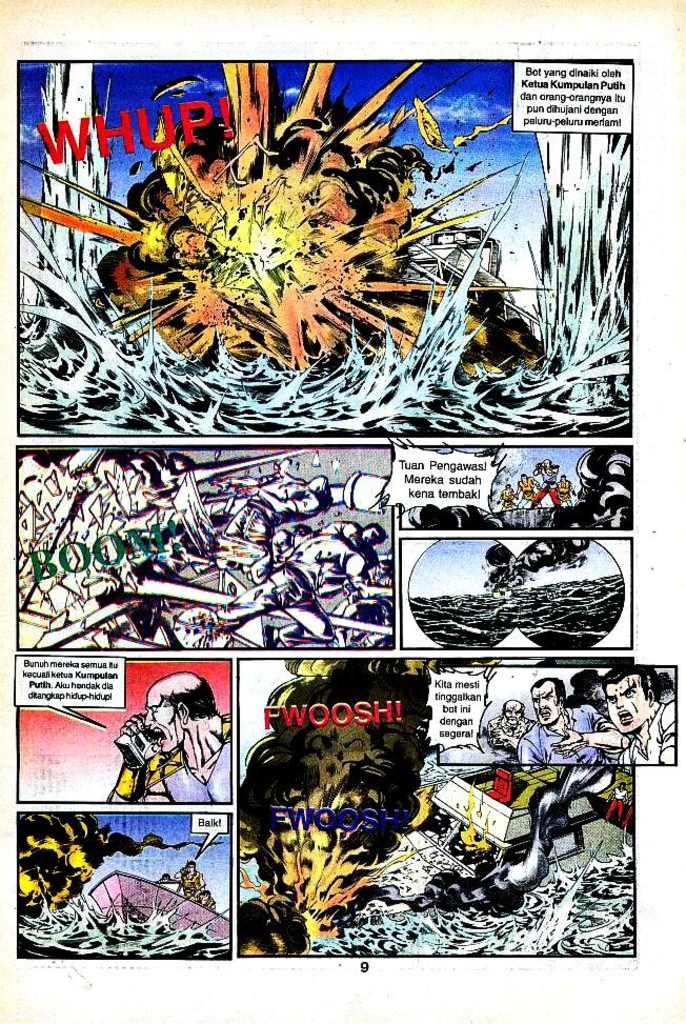 WHUP!
Bot yang dinaiki oleh
Ketua Kumpulan Putih
dan orang-orangnya itu
pun dihujani dengan
peluru-peluru meriam!
BOOM!
Tuan Pengawas!
Mereka sudah
kena tembak!
Bunuh mereka semua itu
kecuali ketua Kumpulan
Putih. Aku hendak dia
ditangkap hidup-hidup!
Baik!
FWOOSH!
Kita mesti
tinggalkan
bot ini
dengan
segera!
FWOOSH!
9